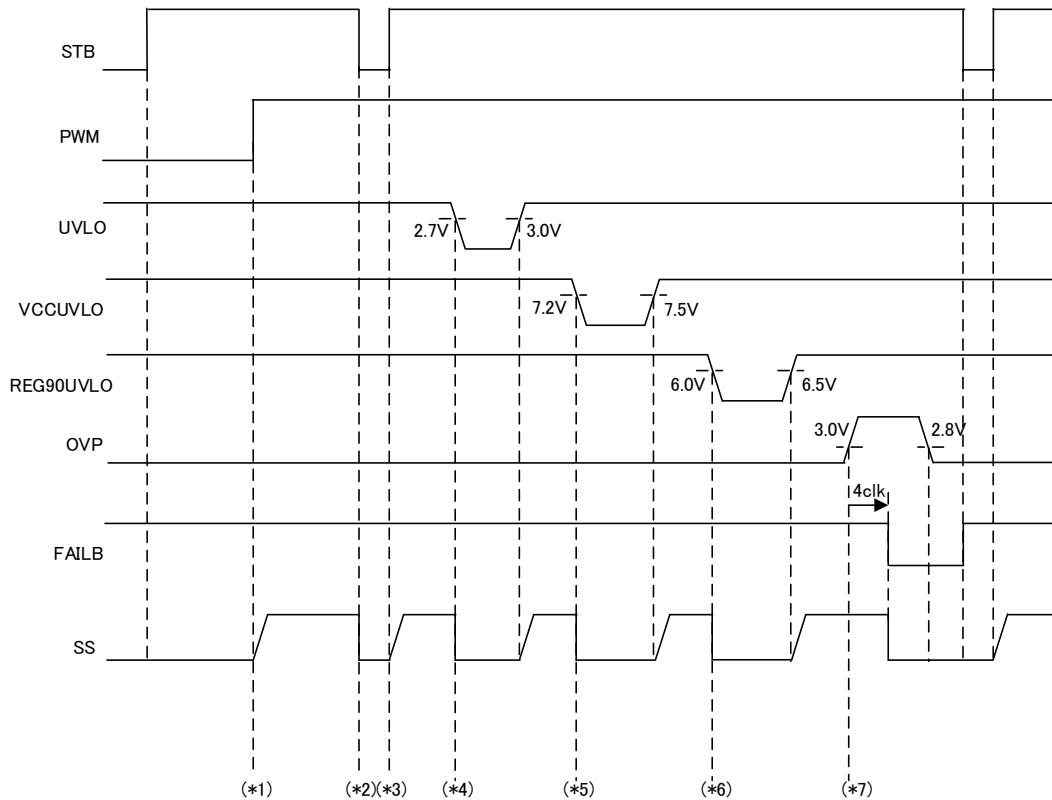 STB
PWM
UVLO
2.7V
3.0V
VCCUVLO
7.2V
7.5V
REG90UVLO
6.0V
6.5V
OVP
3.0V
2.8V
4clk
FAILB
SS
(*1)
(*2)
(*3)
(*4)
(*5)
(*6)
(*7)